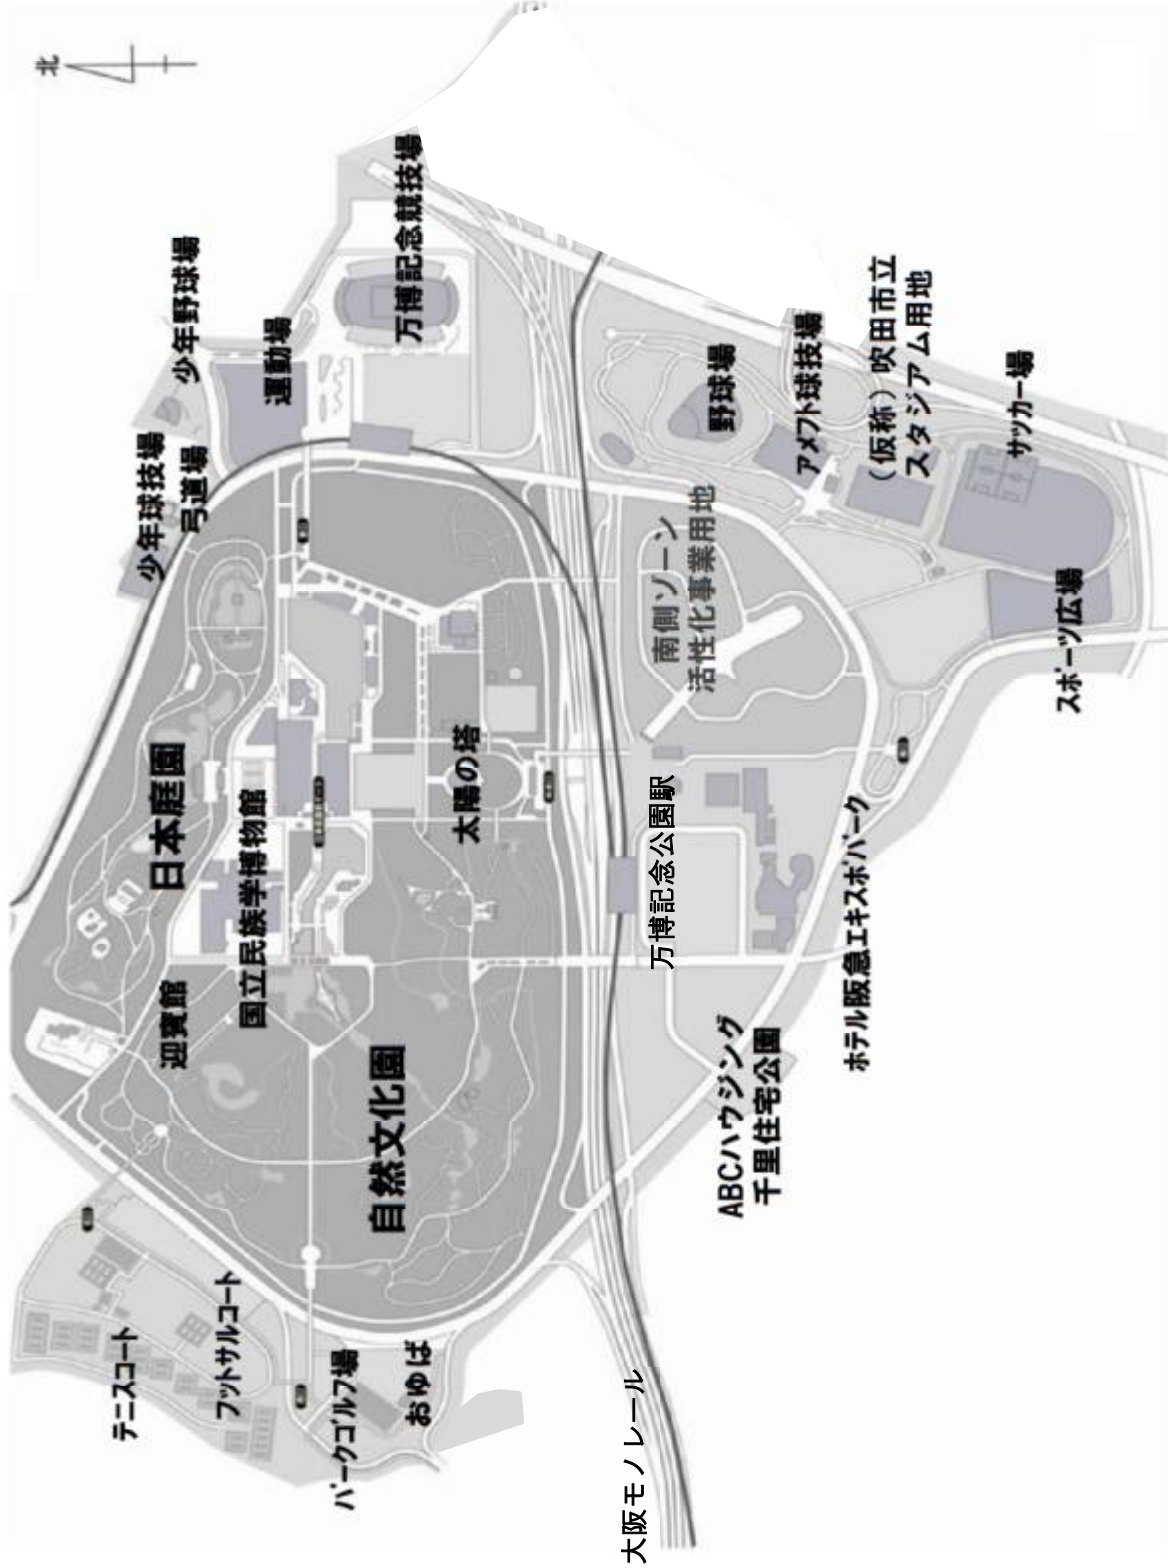 北
少年球技場
弓道場
少年野球場
運動場
万博記念競技場
日本庭園
迎賓館
国立民族学博物館
太陽の塔
自然文化園
テニスコート
フットサルコート
パークゴルフ場
おゆば
大阪モノレール
万博記念公園駅
南側ゾーン
活性化事業用地
野球場
アメフト球技場
（仮称）吹田市立
スタジアム用地
サッカー場
スポーツ広場
ホテル阪急エキスポパーク
ABCハウジング
千里住宅公園